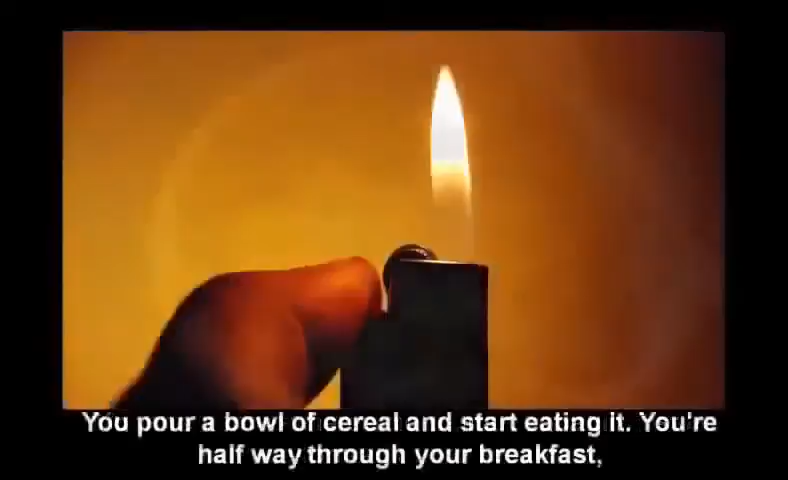 You pour a bowl of cereal and start eating it. You're
half way through your breakfast,